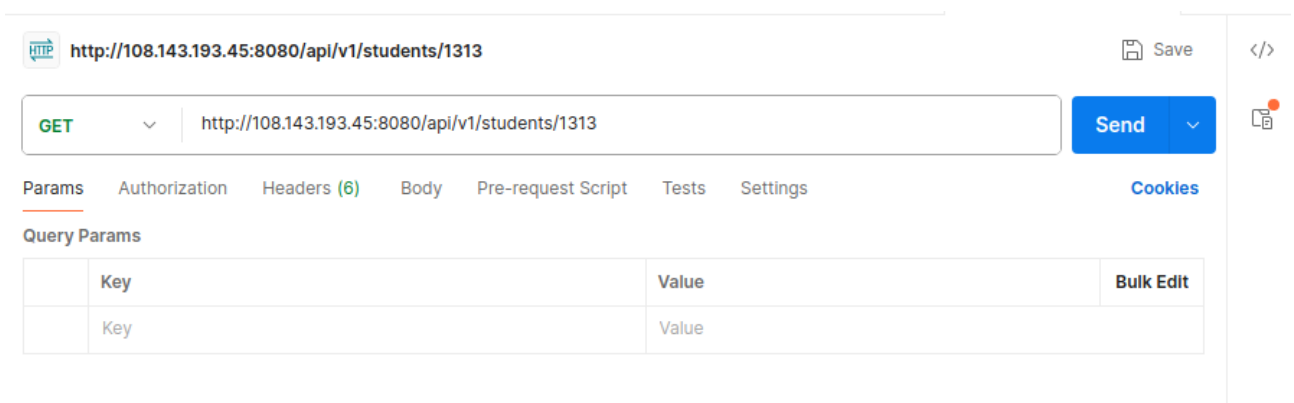 HTTP http://108.143.193.45:8080/api/v1/students/1313 Save </>
GET http://108.143.193.45:8080/api/v1/students/1313 Send
Params Authorization Headers (6) Body Pre-request Script Tests Settings Cookies
Query Params
Key Value Bulk Edit
Key Value